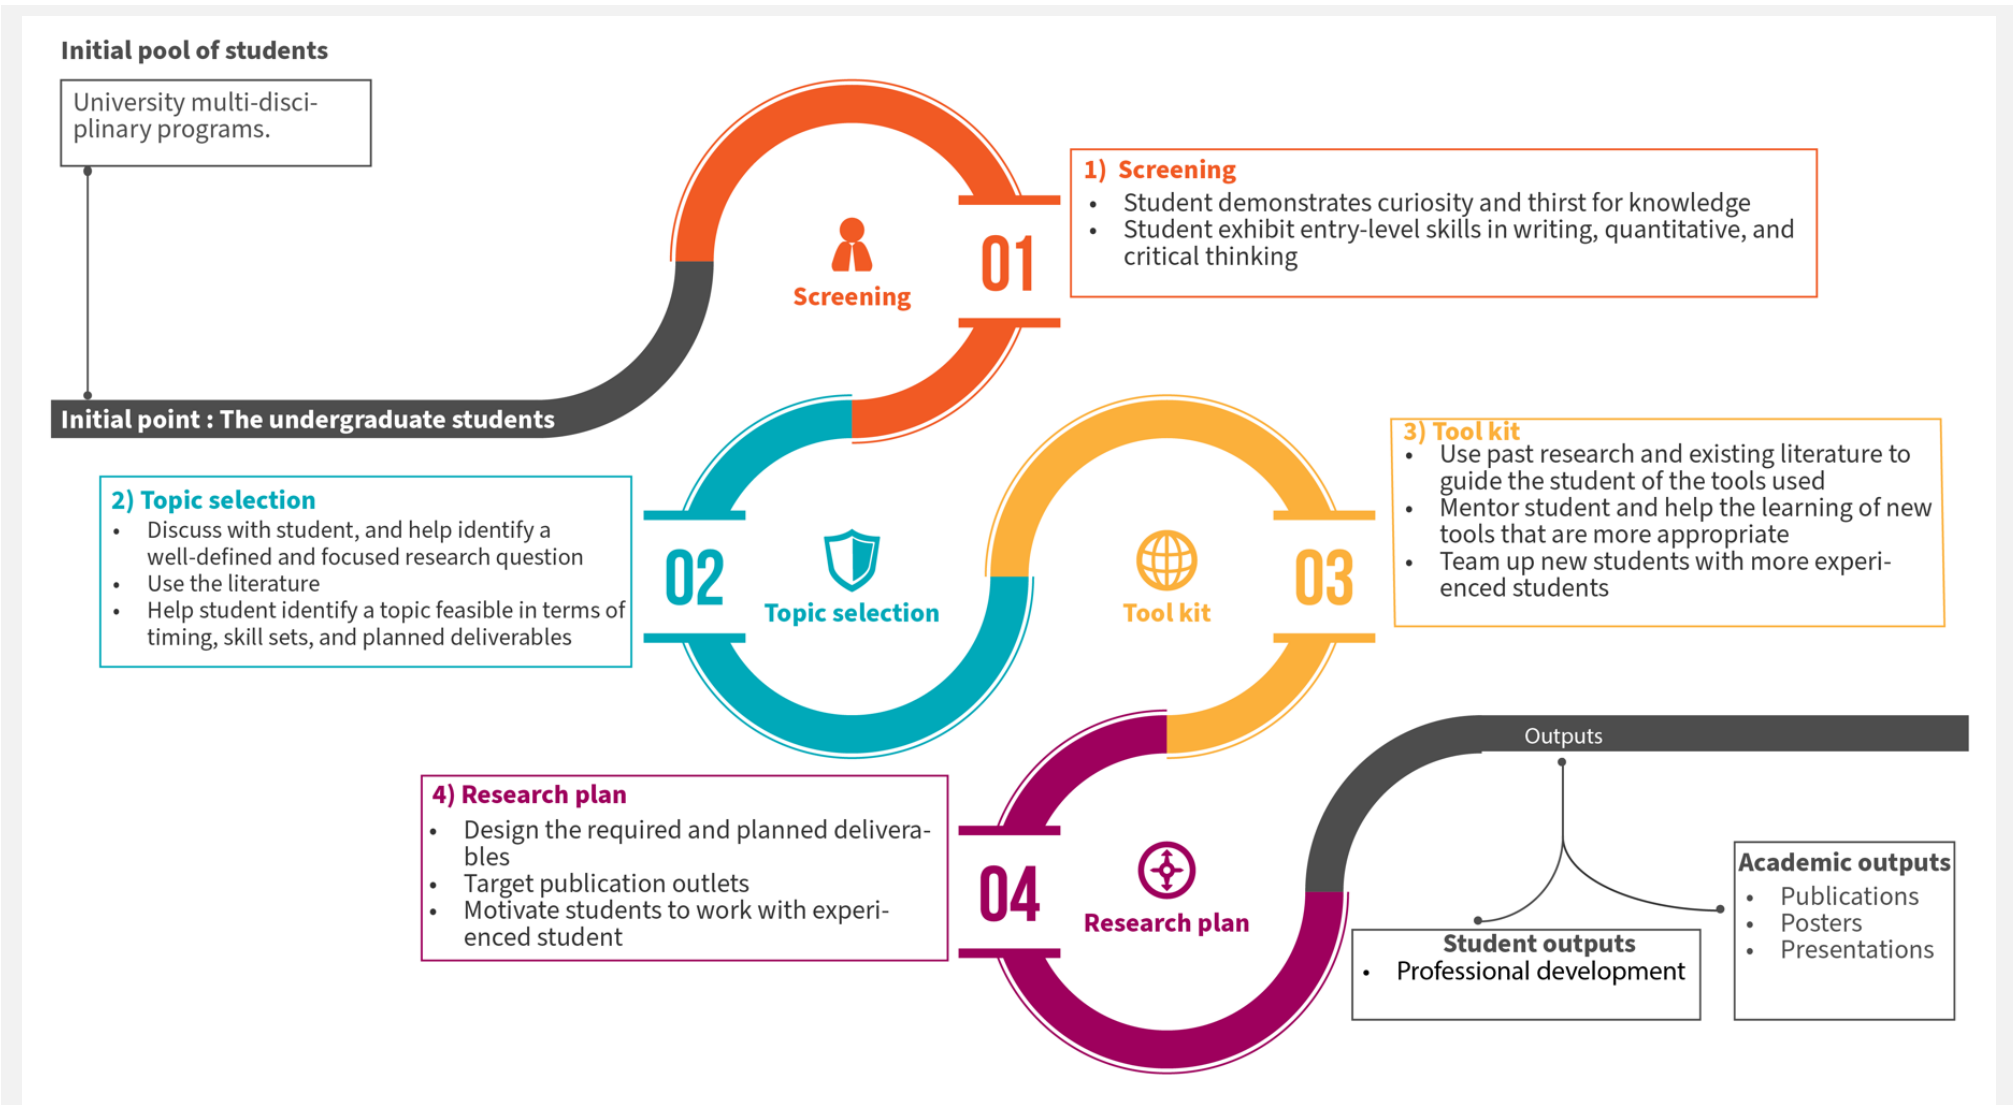 Initial pool of students
University multi-disci-
plinary programs.
Initial point : The undergraduate students
Screening
01
1) Screening
• Student demonstrates curiosity and thirst for knowledge
• Student exhibit entry-level skills in writing, quantitative, and
critical thinking
2) Topic selection
• Discuss with student, and help identify a
well-defined and focused research question
• Use the literature
• Help student identify a topic feasible in terms of
timing, skill sets, and planned deliverables
02
Topic selection
Tool kit
03
3) Tool kit
• Use past research and existing literature to
guide the student of the tools used
• Mentor student and help the learning of new
tools that are more appropriate
• Team up new students with more experi-
enced students
4) Research plan
• Design the required and planned delivera-
bles
• Target publication outlets
• Motivate students to work with experi-
enced student
04
Research plan
Outputs
Student outputs
• Professional development
Academic outputs
• Publications
• Posters
• Presentations